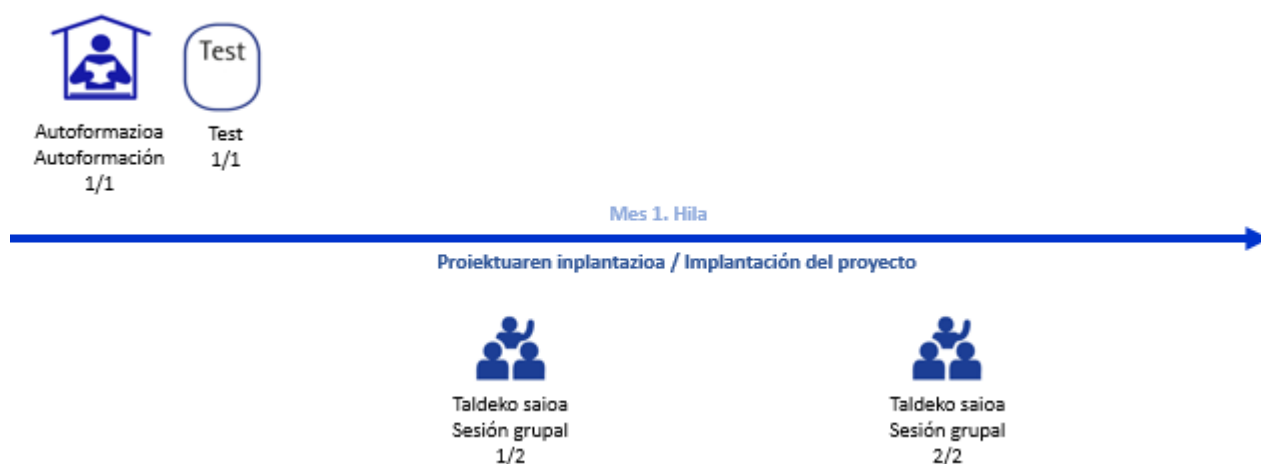 Test
Autoformazioa
Autoformación
1/1
Test
1/1
Mes 1. Hila
Proiektuaren inplantazioa / Implantación del proyecto
Taldeko saioa
Sesión grupal
1/2
Taldeko saioa
Sesión grupal
2/2